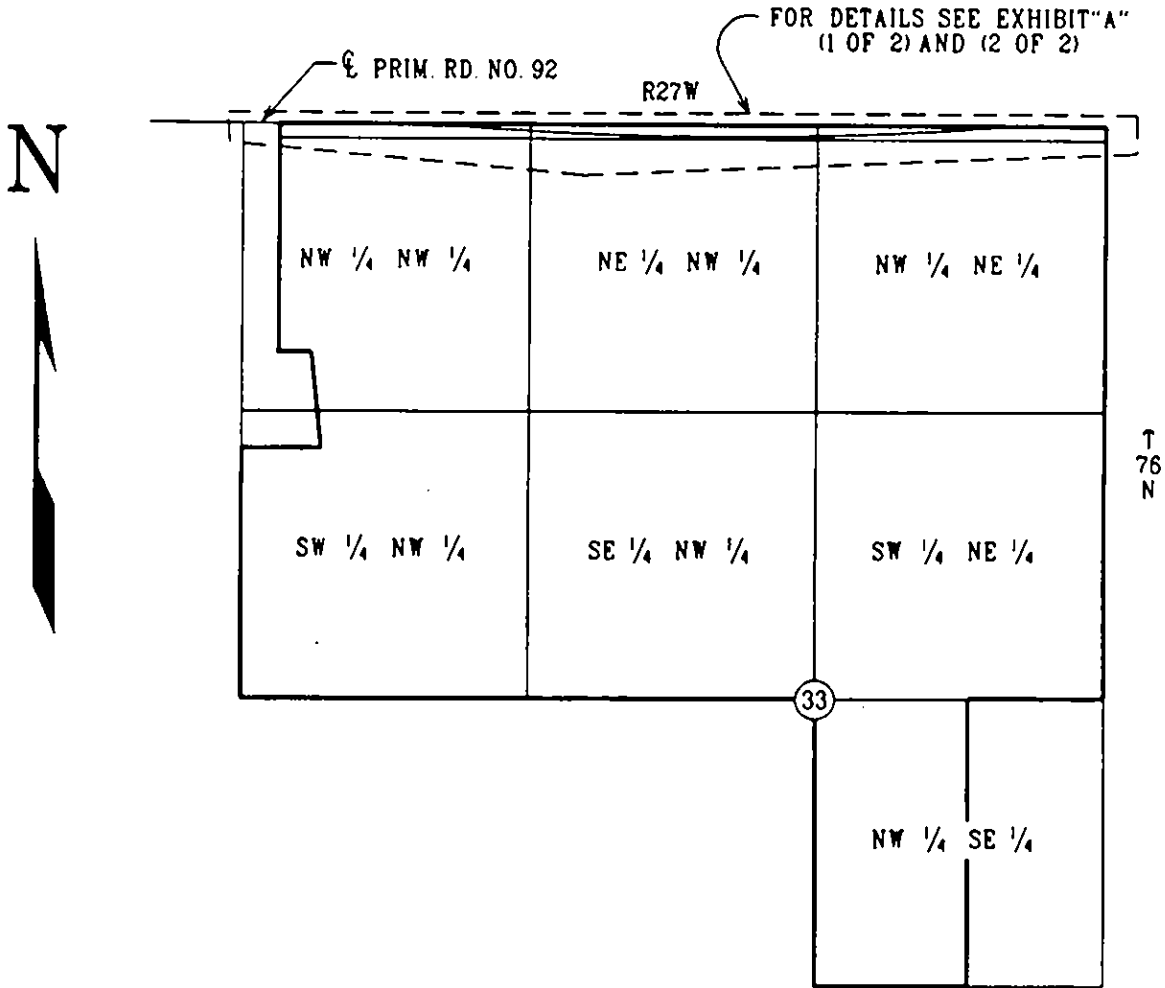 FOR DETAILS SEE EXHIBIT"A"
(1 OF 2) AND (2 OF 2)
℄ PRIM. RD. NO. 92
R27W
N
NW 1/4 NW 1/4
NE 1/4 NW 1/4
NW 1/4 NE 1/4
T
76
N
SW 1/4 NW 1/4
SE 1/4 NW 1/4
SW 1/4 NE 1/4
33
NW 1/4 SE 1/4